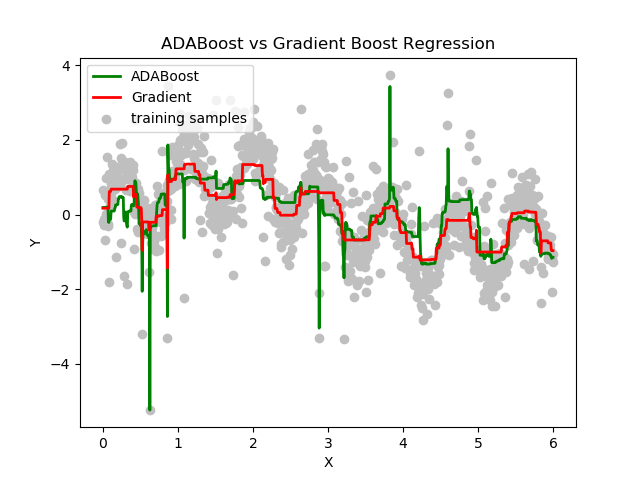 ADABoost vs Gradient Boost Regression
ADABoost
Gradient
training samples
4
2
0
−2
−4
Y
0 1 2 3 4 5 6
X